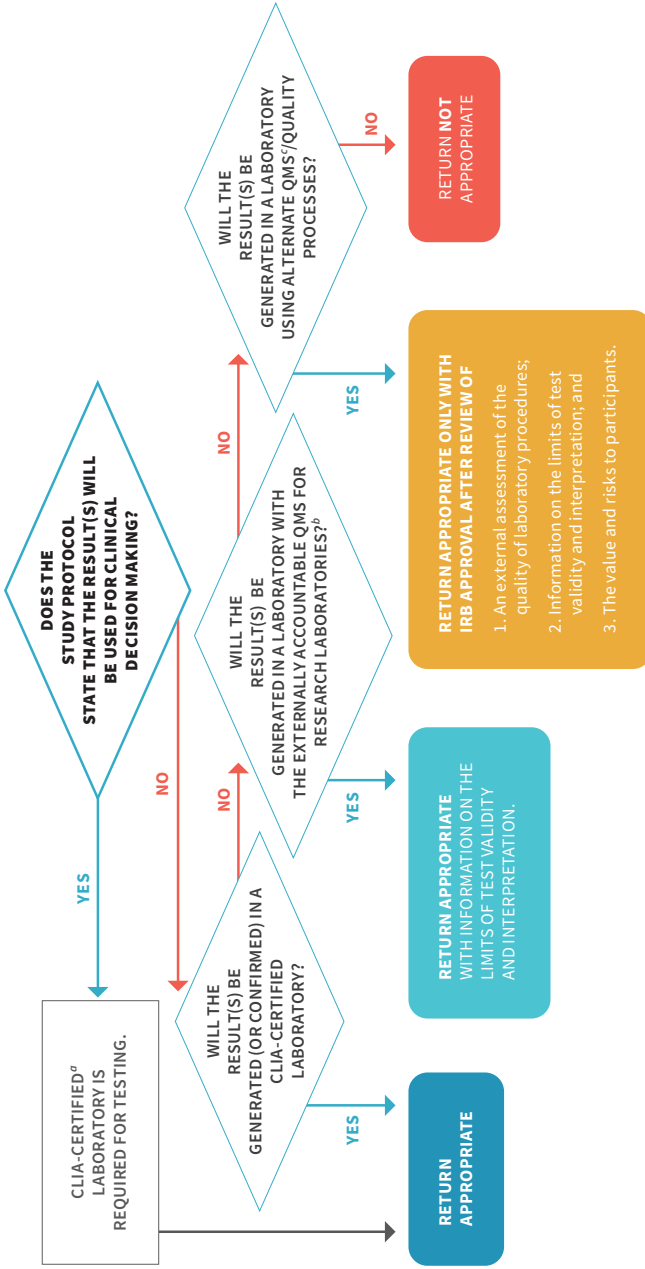 DOES THE
STUDY PROTOCOL
STATE THAT THE RESULT(S) WILL
BE USED FOR CLINICAL
DECISION MAKING?
YES
NO
CLIA-CERTIFIEDa
LABORATORY IS
REQUIRED FOR TESTING.
WILL THE
RESULT(S) BE
GENERATED (OR CONFIRMED) IN A
CLIA-CERTIFIED
LABORATORY?
NO
YES
WILL THE
RESULT(S) BE
GENERATED IN A LABORATORY WITH
THE EXTERNALLY ACCOUNTABLE QMS FOR
RESEARCH LABORATORIES?b
NO
YES
WILL THE
RESULT(S) BE
GENERATED IN A LABORATORY
USING ALTERNATE QMSc/QUALITY
PROCESSES?
YES
NO
RETURN
APPROPRIATE
RETURN APPROPRIATE
WITH INFORMATION ON THE
LIMITS OF TEST VALIDITY
AND INTERPRETATION.
RETURN APPROPRIATE ONLY WITH
IRB APPROVAL AFTER REVIEW OF
1. An external assessment of the
quality of laboratory procedures;
2. Information on the limits of test
validity and interpretation; and
3. The value and risks to participants.
RETURN NOT
APPROPRIATE